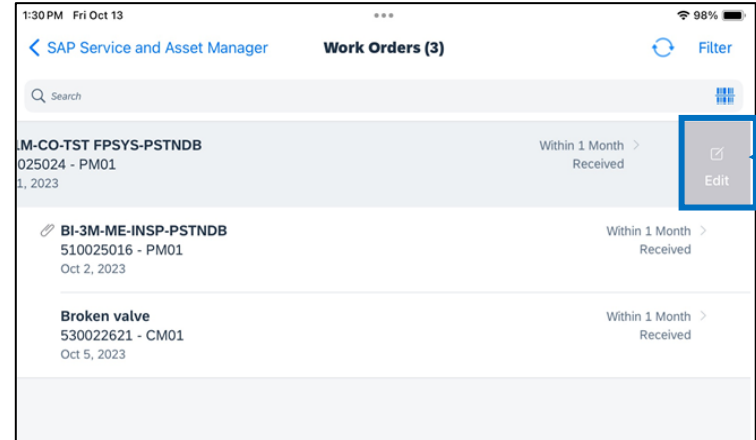 1:30 PM Fri Oct 13
98%
SAP Service and Asset Manager
Work Orders (3)
Filter
Search
M-CO-TST FPSYS-PSTNDB
Within 1 Month
025024 - PM01
Received
1, 2023
Edit
BI-3M-ME-INSP-PSTNDB
Within 1 Month
510025016 - PM01
Received
Oct 2, 2023
Broken valve
Within 1 Month
530022621 - CM01
Received
Oct 5, 2023